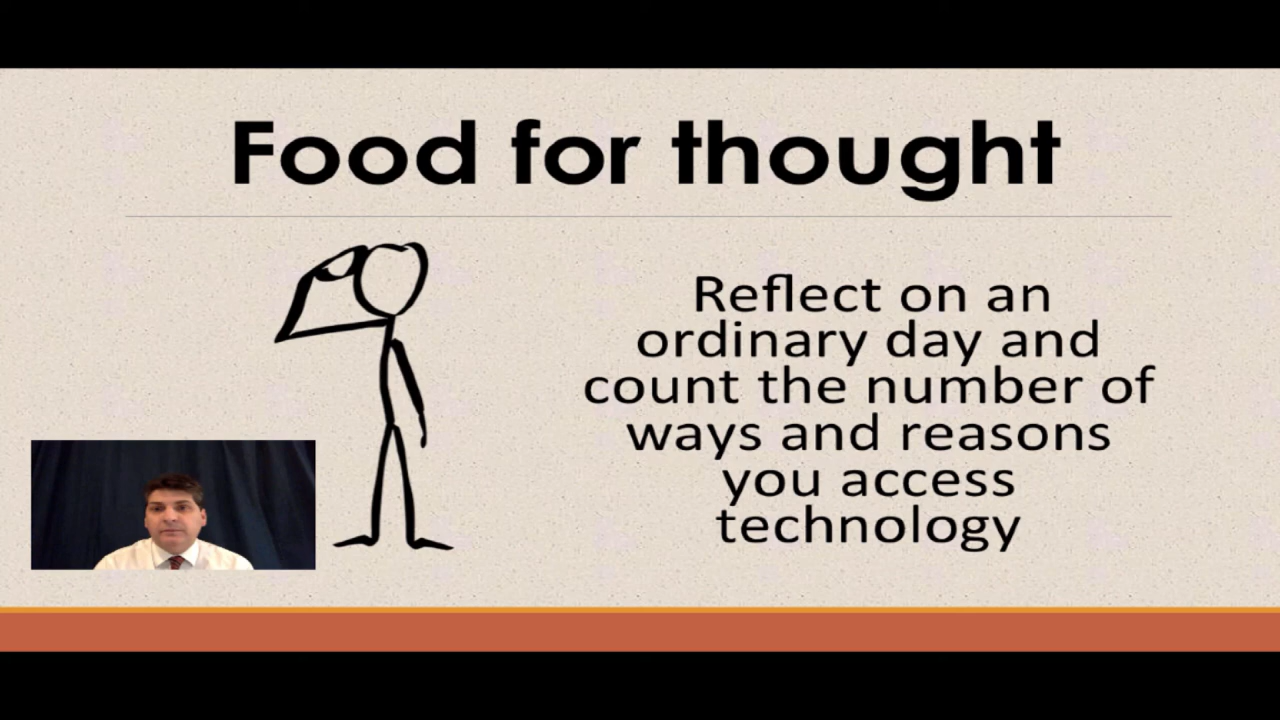 Food for thought
Reflect on an
ordinary day and
count the number of
ways and reasons
you access
technology